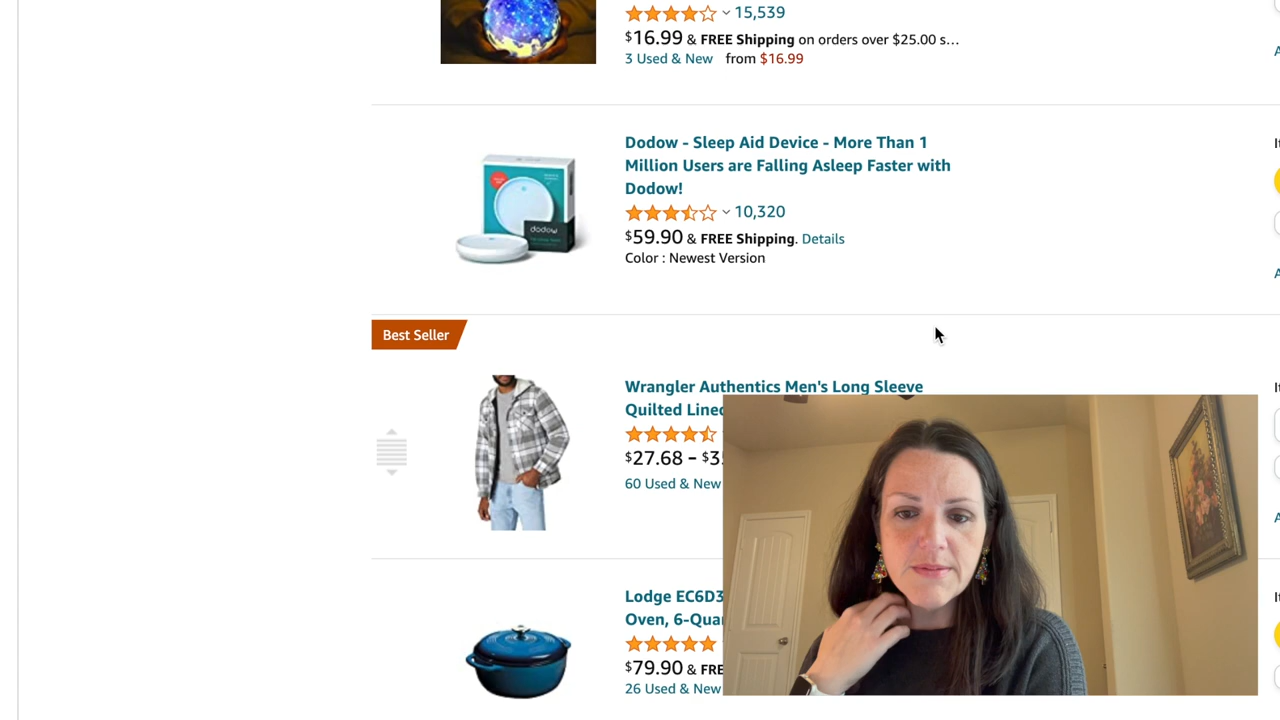 15,539
$16.99 & FREE Shipping on orders over $25.00 s…
3 Used & New from $16.99
Dodow - Sleep Aid Device - More Than 1
Million Users are Falling Asleep Faster with
Dodow!
10,320
$59.90 & FREE Shipping. Details
Color : Newest Version
dodow
Best Seller
Wrangler Authentics Men's Long Sleeve
Quilted Lined
$27.68 – $3
60 Used & New
Lodge EC6D3
Oven, 6-Qua
$79.90 & FRE
26 Used & New